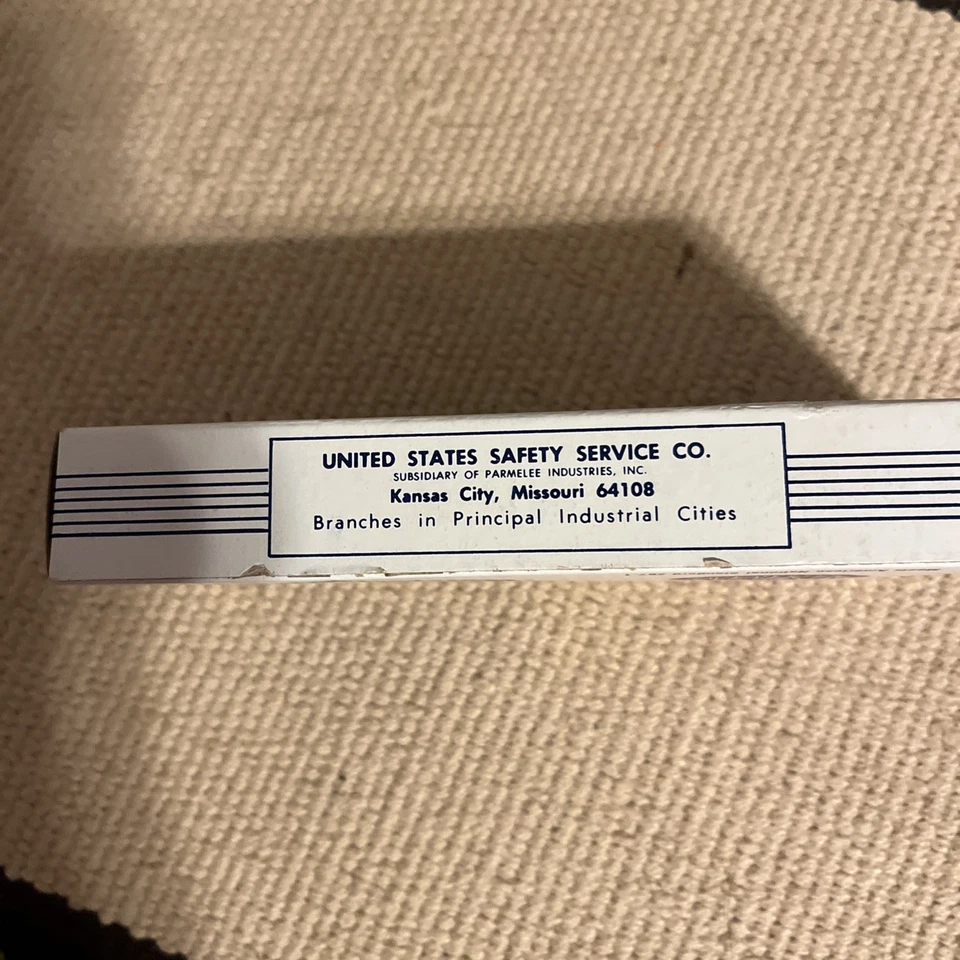 UNITED STATES SAFETY SERVICE CO.
SUBSIDIARY OF PARMELEE INDUSTRIES, INC.
Kansas City, Missouri 64108
Branches in Principal Industrial Cities